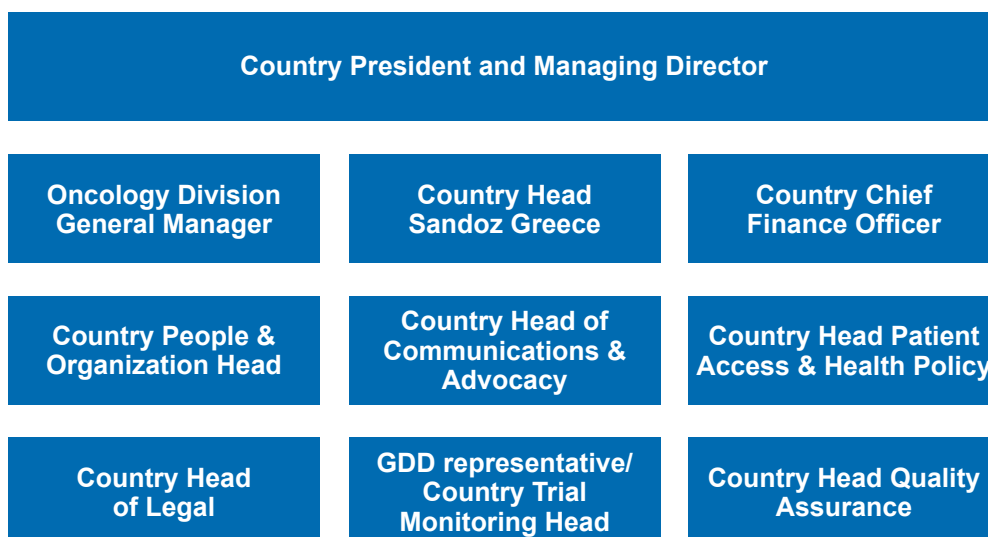 Country President and Managing Director
Oncology Division
General Manager
Country Head
Sandoz Greece
Country Chief
Finance Officer
Country People &
Organization Head
Country Head of
Communications &
Advocacy
Country Head Patient
Access & Health Policy
Country Head
of Legal
GDD representative/
Country Trial
Monitoring Head
Country Head Quality
Assurance